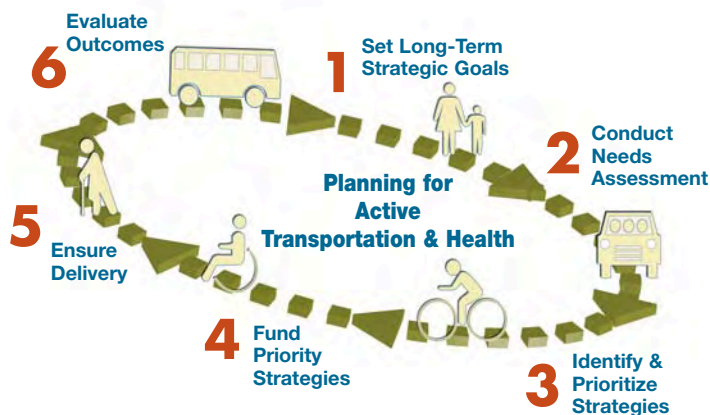 1
Set Long-Term
Strategic Goals
2
Conduct
Needs
Assessment
3
Identify &
Prioritize
Strategies
4
Fund
Priority
Strategies
5
Ensure
Delivery
6
Evaluate
Outcomes
Planning for
Active
Transportation & Health